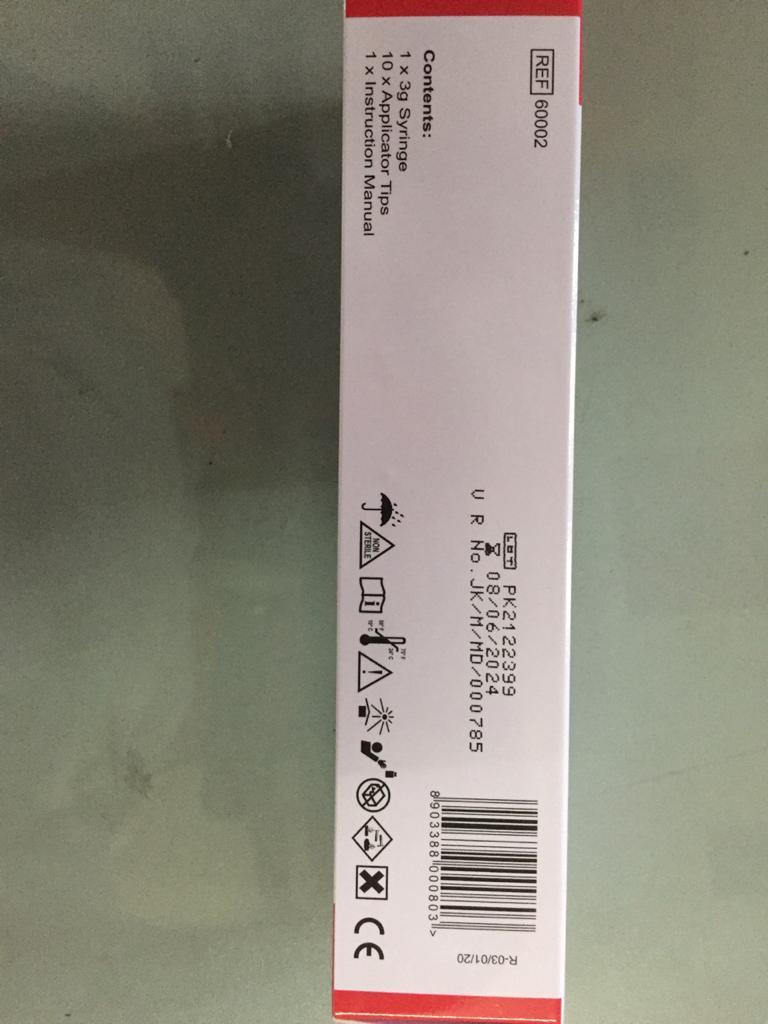 REF 60002
Contents:
1 x 3g Syringe
10 x Applicator Tips
1 x Instruction Manual
LOT PK2122399
08/06/2024
U R No.JK/M/MD/000785
NON
STERILE
8903388000803>
R-03/01/20
CE